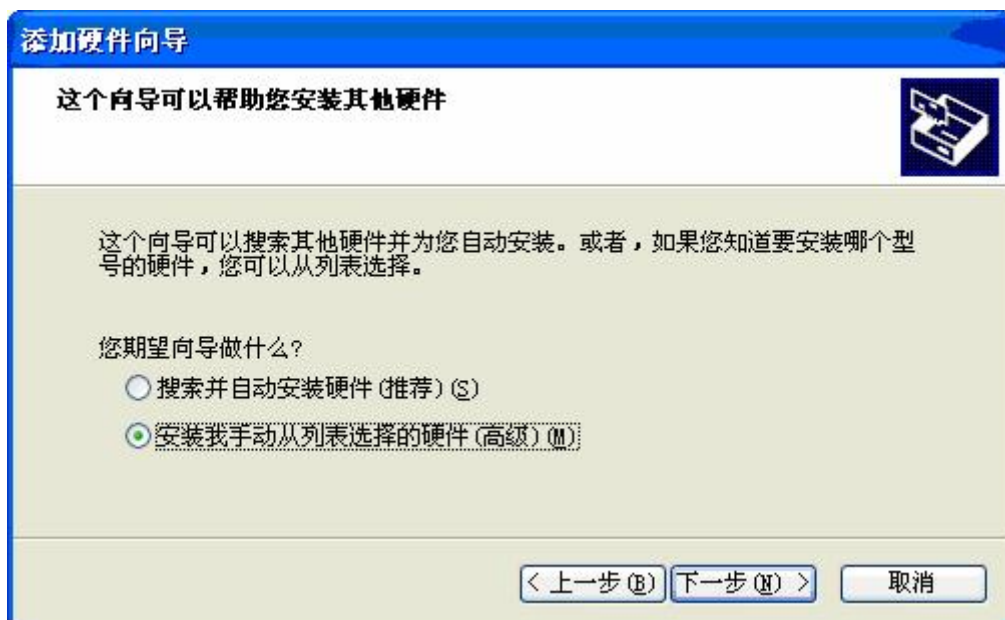 添加硬件向导
这个向导可以帮助您安装其他硬件
这个向导可以搜索其他硬件并为您自动安装。或者，如果您知道要安装哪个型
号的硬件，您可以从列表选择。
您期望向导做什么?
搜索并自动安装硬件(推荐)(S)
安装我手动从列表选择的硬件(高级)(M)
< 上一步(B) 下一步(N) > 取消